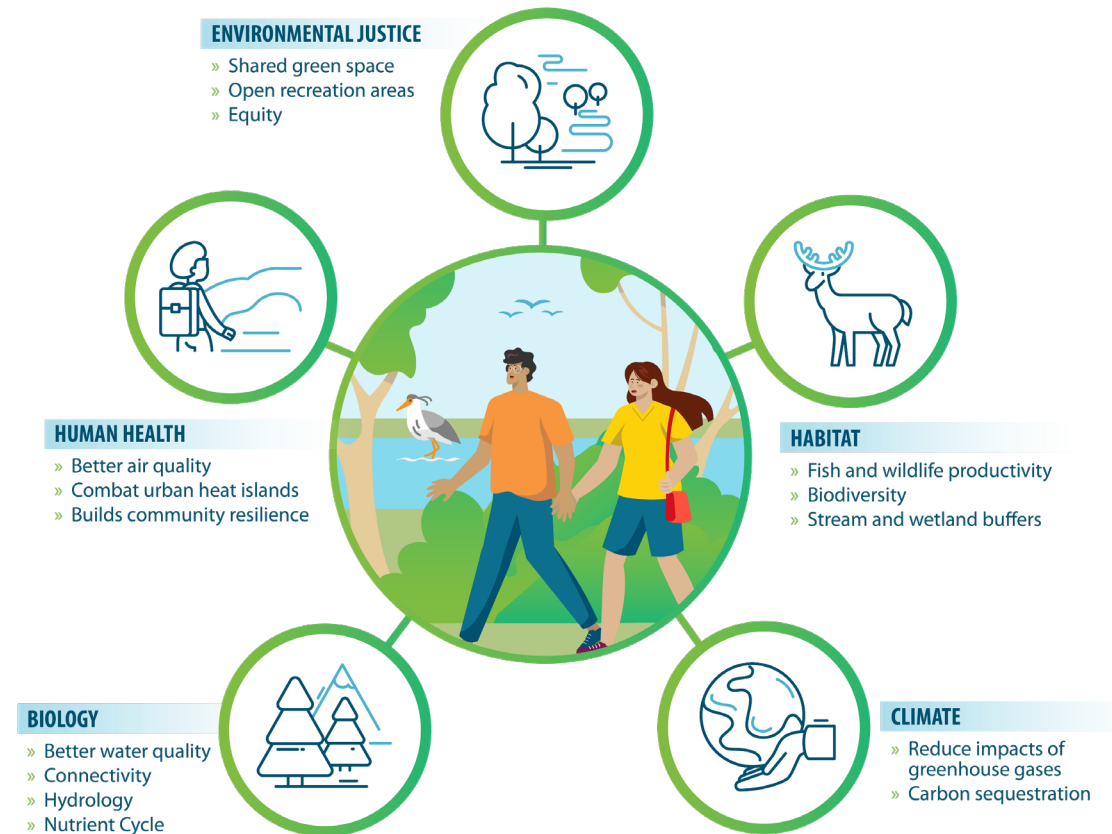 ENVIRONMENTAL JUSTICE
» Shared green space
» Open recreation areas
» Equity
HUMAN HEALTH
» Better air quality
» Combat urban heat islands
» Builds community resilience
HABITAT
» Fish and wildlife productivity
» Biodiversity
» Stream and wetland buffers
BIOLOGY
» Better water quality
» Connectivity
» Hydrology
» Nutrient Cycle
CLIMATE
» Reduce impacts of
greenhouse gases
» Carbon sequestration